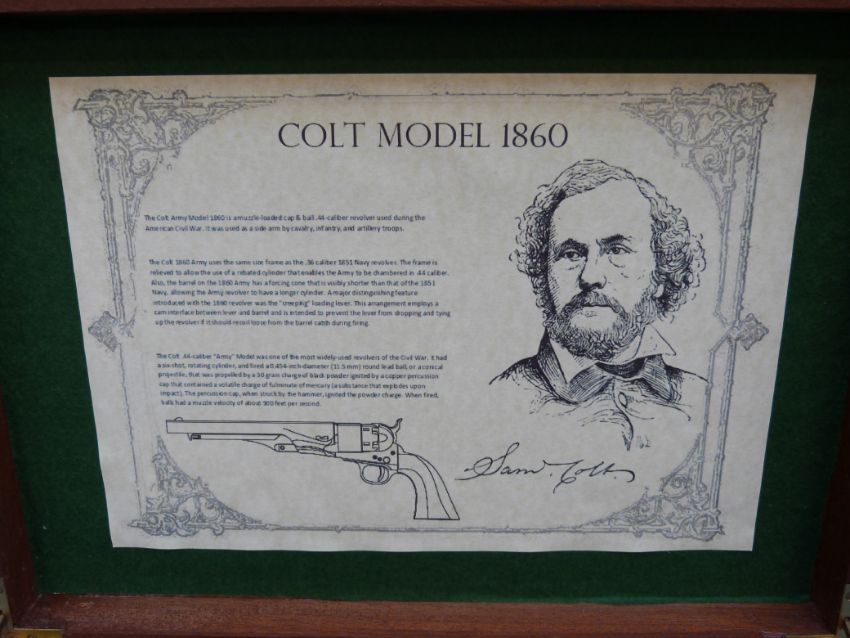 COLT MODEL 1860
The Colt Army Model 1860 is a muzzle-loaded cap & ball .44-caliber revolver used during the
American Civil War. It was used as a side arm by cavalry, infantry, and artillery troops.
The Colt 1860 Army uses the same size frame as the .36 caliber 1851 Navy revolver. The frame is
relieved to allow the use of a rebated cylinder that enables the Army to be chambered in .44 caliber.
Also, the barrel on the 1860 Army has a forcing cone that is visibly shorter than that of the 1851
Navy, allowing the Army revolver to have a longer cylinder. A major distinguishing feature
introduced with the 1860 revolver was the "creeping" loading lever. This arrangement employs a
cam interface between lever and barrel and is intended to prevent the lever from dropping and tying
up the revolver if it should recoil loose from the barrel catch during firing.
The Colt .44-caliber "Army" Model was one of the most widely-used revolvers of the Civil War. It had
a six-shot, rotating cylinder, and fired a 0.454-inch-diameter (11.5 mm) round lead ball, or a conical
projectile, that was propelled by a 30 grain charge of black powder ignited by a copper percussion
cap that contained a volatile charge of fulminate of mercury (a substance that explodes upon
impact). The percussion cap, when struck by the hammer, ignited the powder charge. When fired,
balls had a muzzle velocity of about 900 feet per second.
Saml. Colt.